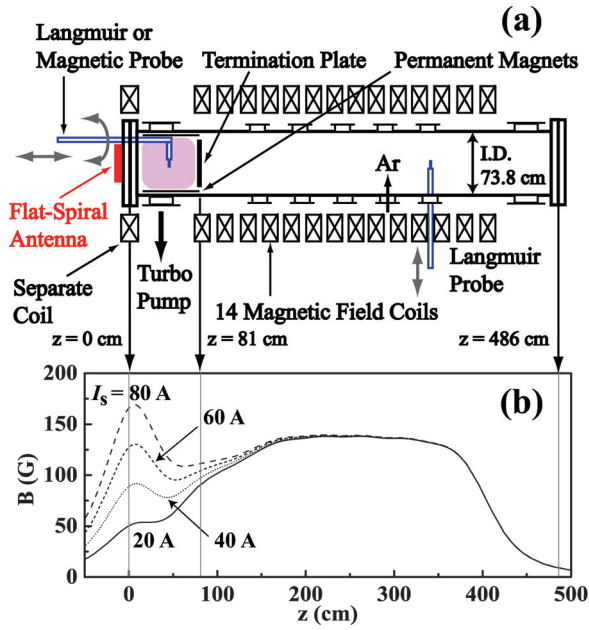 (a)
Langmuir or
Magnetic Probe
Termination Plate
Permanent Magnets
I.D.
73.8 cm
Ar
Flat-Spiral
Antenna
Separate
Coil
Turbo
Pump
14 Magnetic Field Coils
Langmuir
Probe
z = 0 cm
z = 81 cm
z = 486 cm
(b)
200
150
100
50
0
B (G)
Is = 80 A
60 A
40 A
20 A
0
100
200
300
400
500
z (cm)